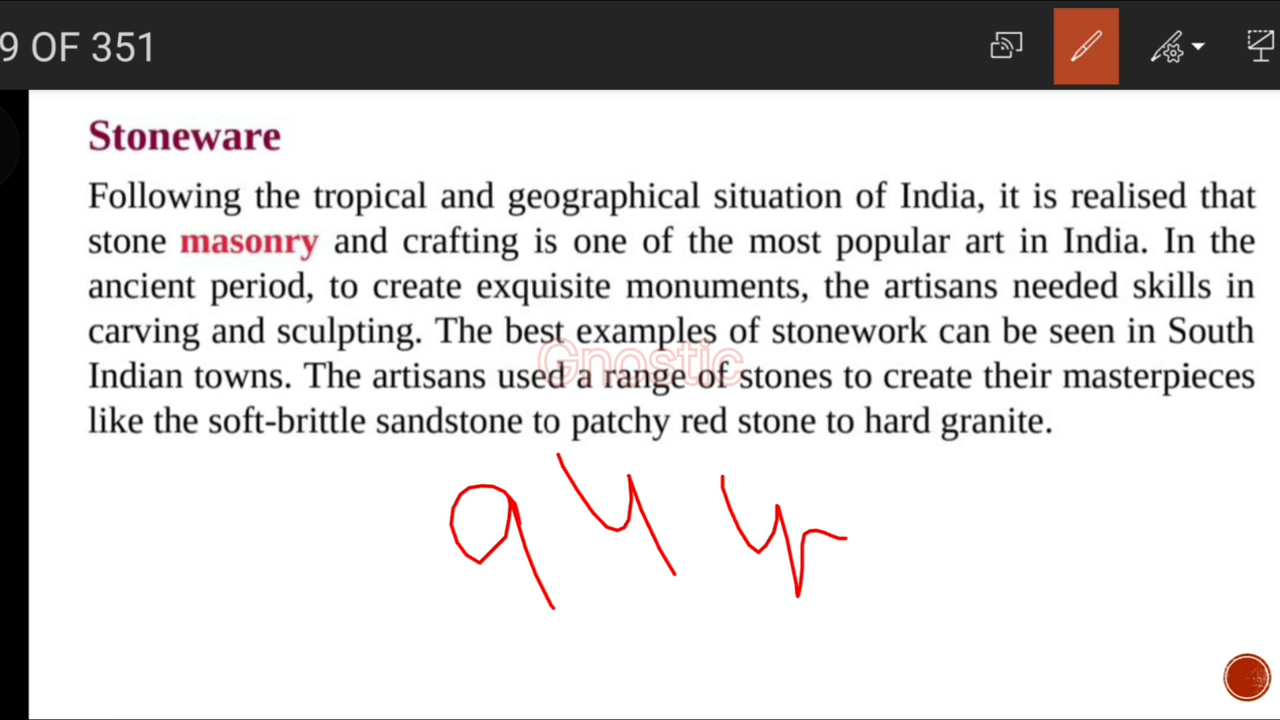 9 OF 351
Stoneware
Following the tropical and geographical situation of India, it is realised that
stone masonry and crafting is one of the most popular art in India. In the
ancient period, to create exquisite monuments, the artisans needed skills in
carving and sculpting. The best examples of stonework can be seen in South
Indian towns. The artisans used a range of stones to create their masterpieces
like the soft-brittle sandstone to patchy red stone to hard granite.
Gnostic